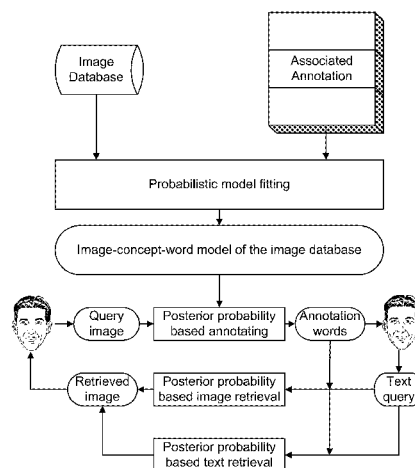 Image
Database
Associated
Annotation
Probabilistic model fitting
Image-concept-word model of the image database
Query
image
Posterior probability
based annotating
Annotation
words
Retrieved
image
Posterior probability
based image retrieval
Text
query
Posterior probability
based text retrieval